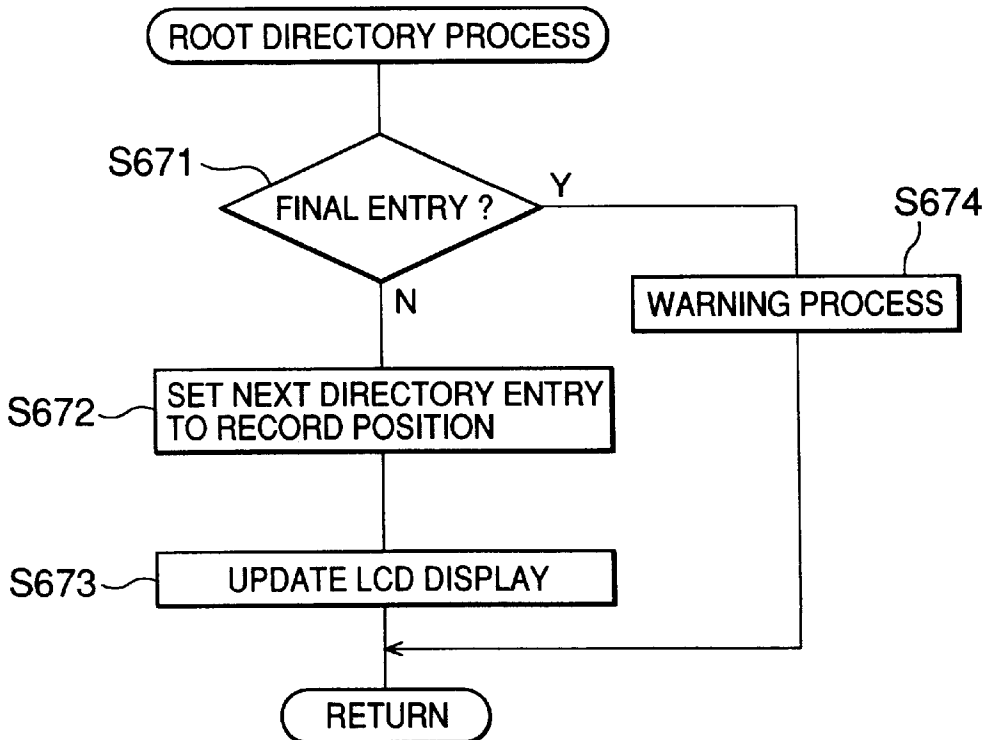 ROOT DIRECTORY PROCESS
S671
FINAL ENTRY ?
Y
S674
WARNING PROCESS
N
S672
SET NEXT DIRECTORY ENTRY
TO RECORD POSITION
S673
UPDATE LCD DISPLAY
RETURN